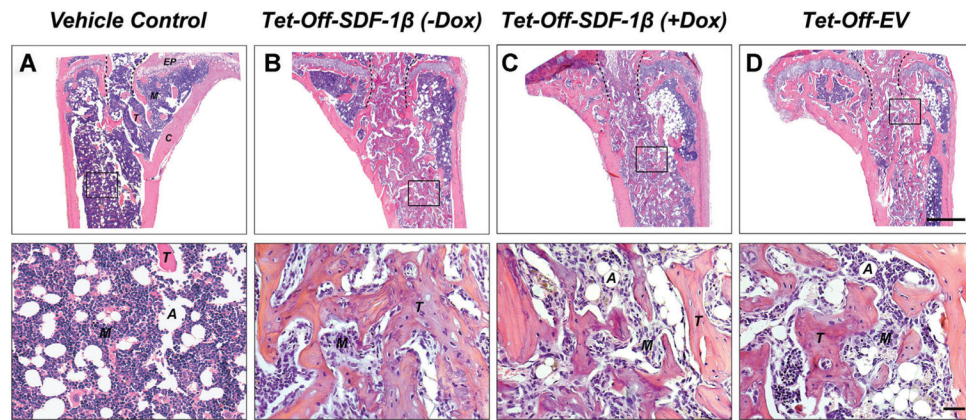 Vehicle Control
Tet-Off-SDF-1β (-Dox)
Tet-Off-SDF-1β (+Dox)
Tet-Off-EV
A
EP
M
T
C
B
C
D
T
A
M
T
M
A
T
M
A
T
M